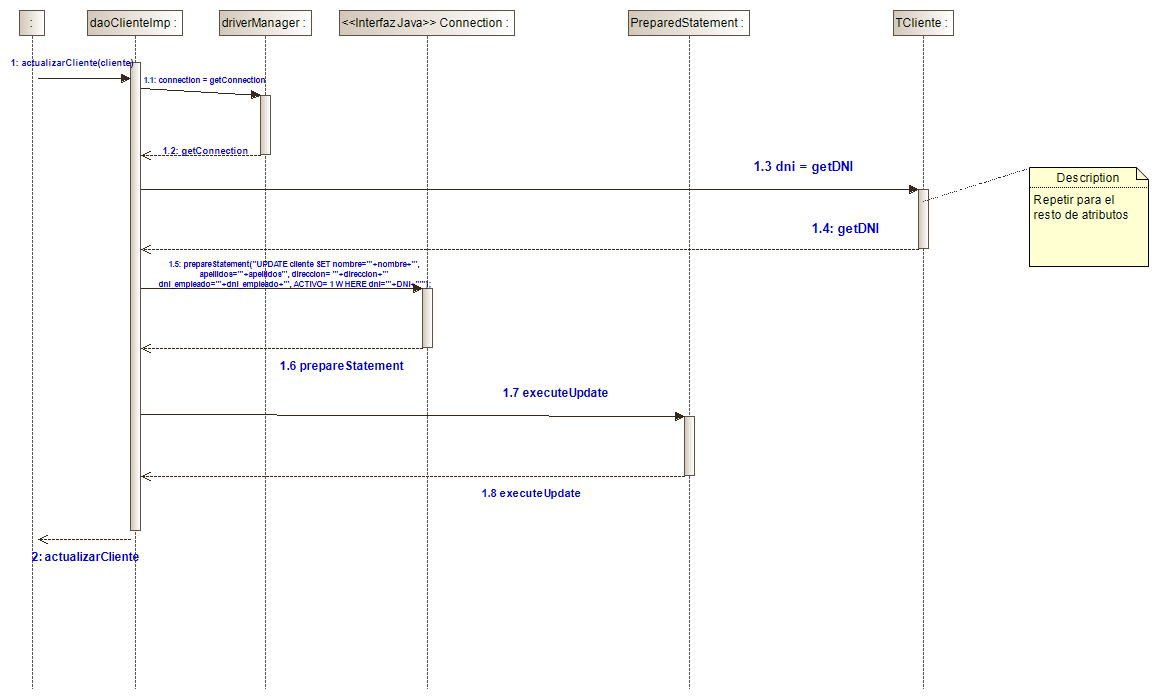 :
daoClienteImp :
driverManager :
<<Interfaz Java>> Connection :
PreparedStatement :
TCliente :
1: actualizarCliente(cliente)
1.1: connection = getConnection
1.2: getConnection
1.3 dni = getDNI
Description
Repetir para el
resto de atributos
1.4: getDNI
1.5: prepareStatement("UPDATE cliente SET nombre='"+nombre+"',
apellidos='"+apellidos"', direccion= '"+direccion+"'
dni_empleado='"+dni_empleado+"', ACTIVO= 1 WHERE dni='"+DNI+"'");
1.6 prepareStatement
1.7 executeUpdate
1.8 executeUpdate
2: actualizarCliente